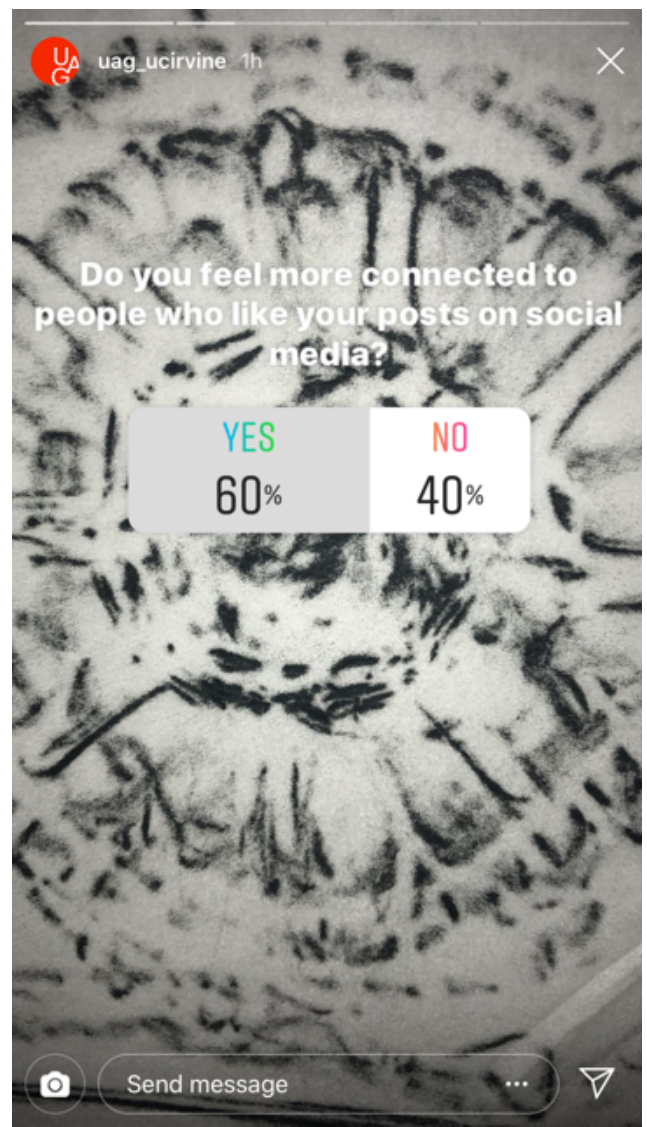 UAG
uag_ucirvine 1h
Do you feel more connected to
people who like your posts on social
media?
YES NO
60% 40%
Send message